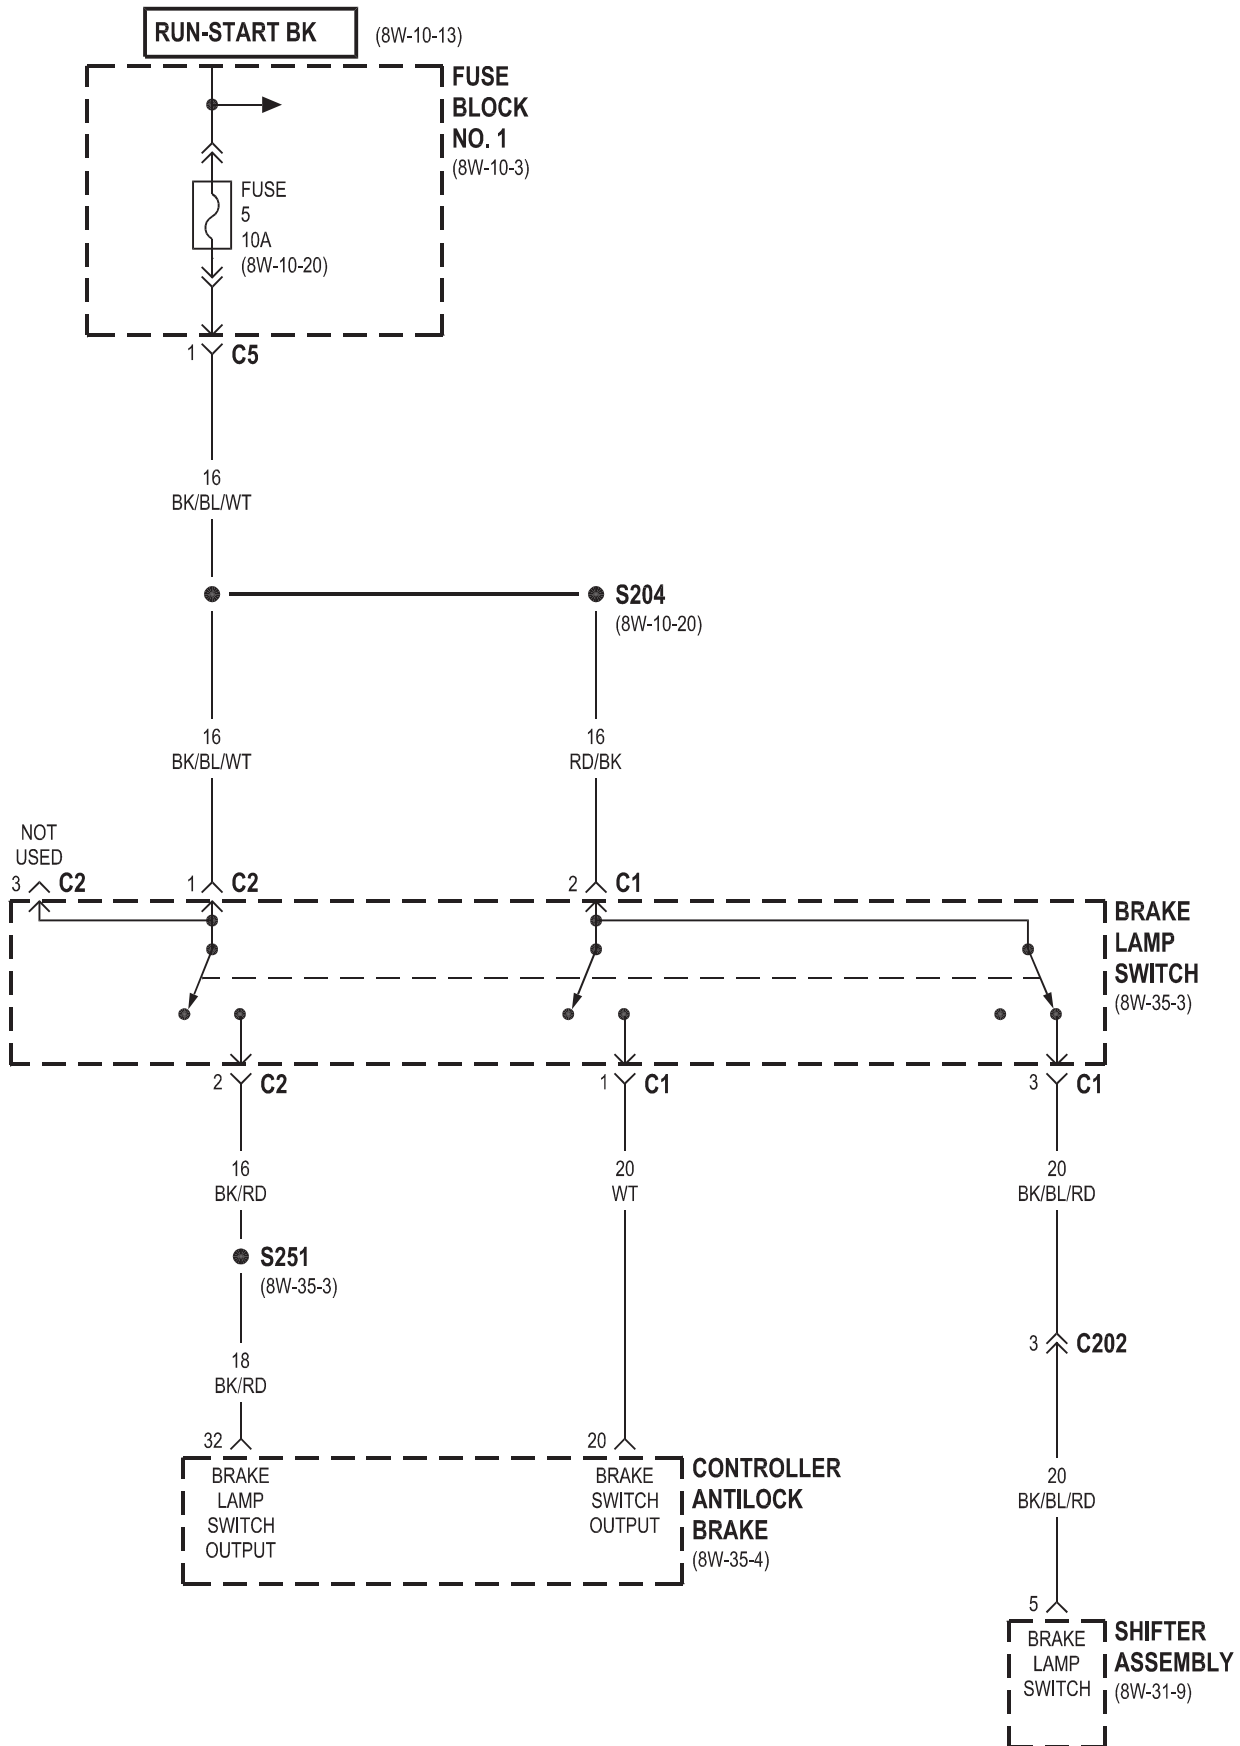 RUN-START BK
(8W-10-13)
FUSE
BLOCK
NO. 1
(8W-10-3)
FUSE
5
10A
(8W-10-20)
1
C5
16
BK/BL/WT
S204
(8W-10-20)
16
BK/BL/WT
16
RD/BK
NOT
USED
3
C2
1
C2
2
C1
BRAKE
LAMP
SWITCH
(8W-35-3)
2
C2
1
C1
3
C1
16
BK/RD
20
WT
20
BK/BL/RD
S251
(8W-35-3)
3
C202
18
BK/RD
32
20
BRAKE
LAMP
SWITCH
OUTPUT
BRAKE
SWITCH
OUTPUT
CONTROLLER
ANTILOCK
BRAKE
(8W-35-4)
20
BK/BL/RD
5
BRAKE
LAMP
SWITCH
SHIFTER
ASSEMBLY
(8W-31-9)